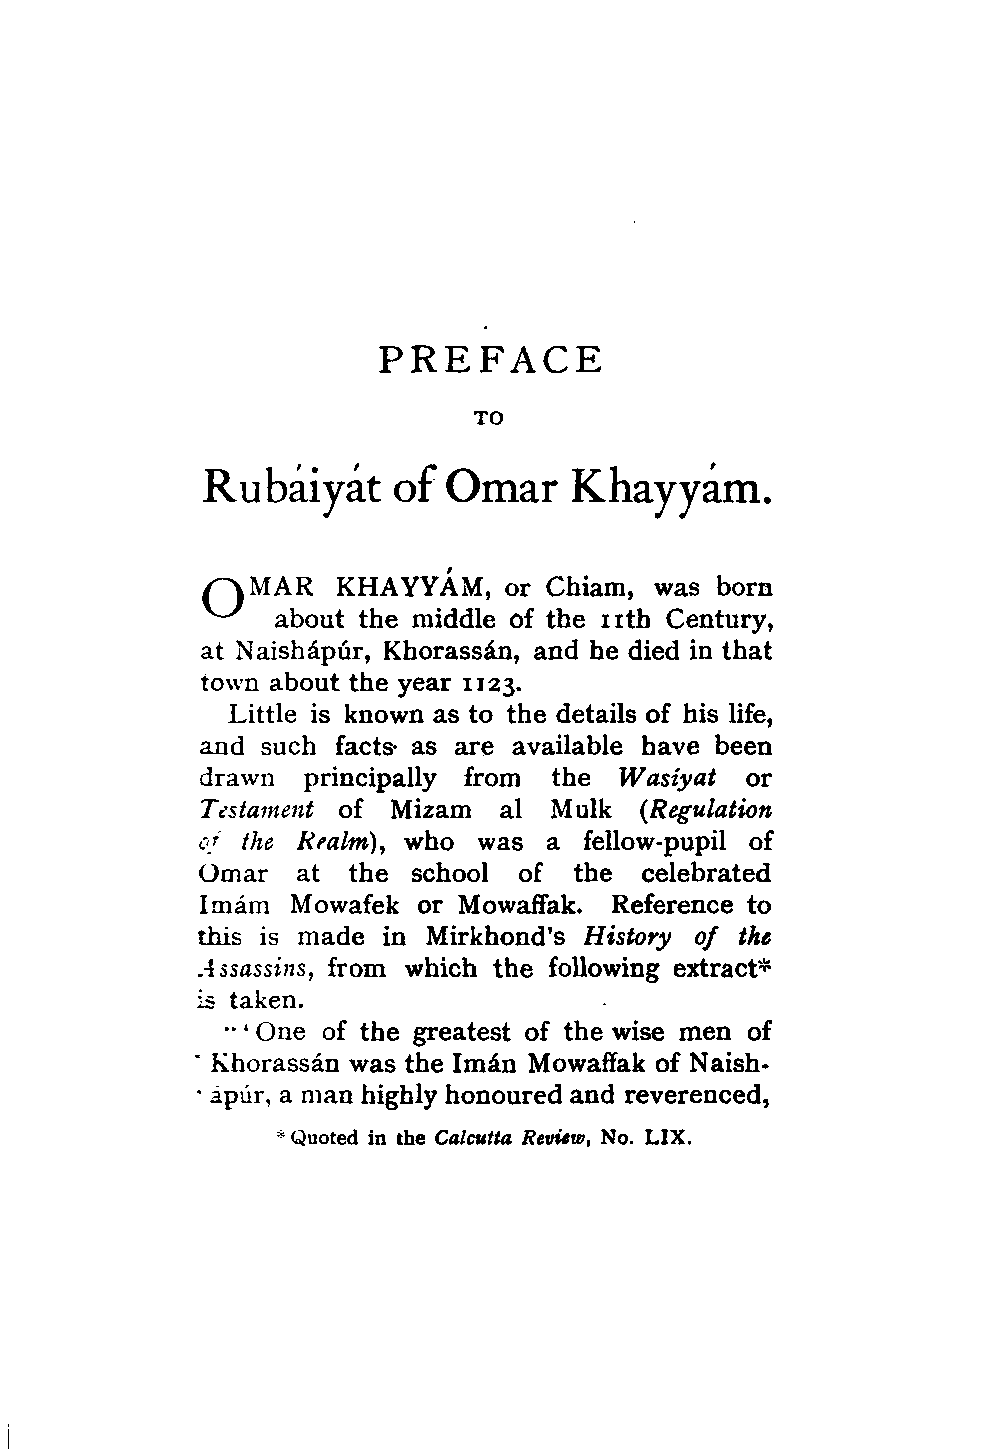 PREFACE
TO
Rubáiyát of Omar Khayyám.
OMAR KHAYYÁM, or Chiam, was born
about the middle of the 11th Century,
at Naishápúr, Khorassán, and he died in that
town about the year 1123.
Little is known as to the details of his life,
and such facts as are available have been
drawn principally from the Wasíyat or
Testament of Mizam al Mulk (Regulation
of the Realm), who was a fellow-pupil of
Omar at the school of the celebrated
Imám Mowafek or Mowaffak. Reference to
this is made in Mirkhond's History of the
Assassins, from which the following extract*
is taken.
"'One of the greatest of the wise men of
'Khorassán was the Imán Mowaffak of Naish-
'ápúr, a man highly honoured and reverenced,
* Quoted in the Calcutta Review, No. LIX.